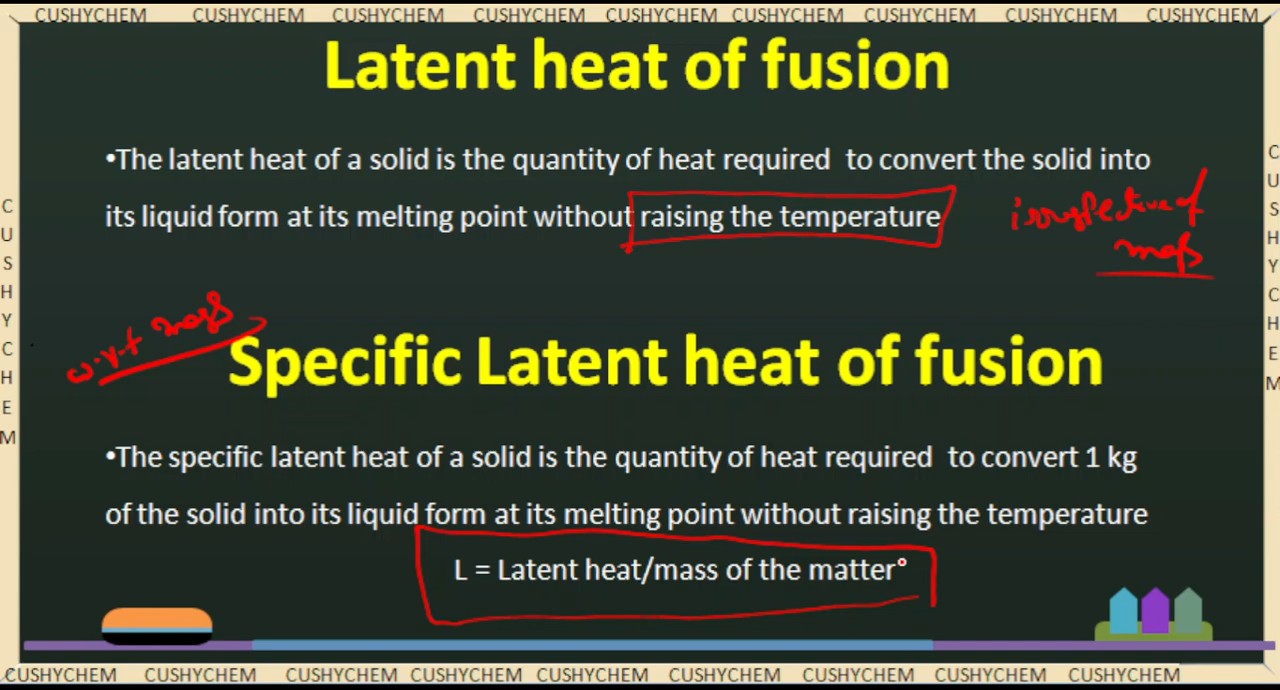 CUSHYCHEM CUSHYCHEM CUSHYCHEM CUSHYCHEM CUSHYCHEM CUSHYCHEM CUSHYCHEM CUSHYCHEM CUSHYCHEM
Latent heat of fusion
•The latent heat of a solid is the quantity of heat required to convert the solid into
its liquid form at its melting point without raising the temperature
irrespective of
mass
w.r.t mass
Specific Latent heat of fusion
•The specific latent heat of a solid is the quantity of heat required to convert 1 kg
of the solid into its liquid form at its melting point without raising the temperature
L = Latent heat/mass of the matter°
CUSHYCHEM
CUSHYCHEM
CUSHYCHEM CUSHYCHEM CUSHYCHEM CUSHYCHEM CUSHYCHEM CUSHYCHEM CUSHYCHEM CUSHYCHEM CUSHYCHEM